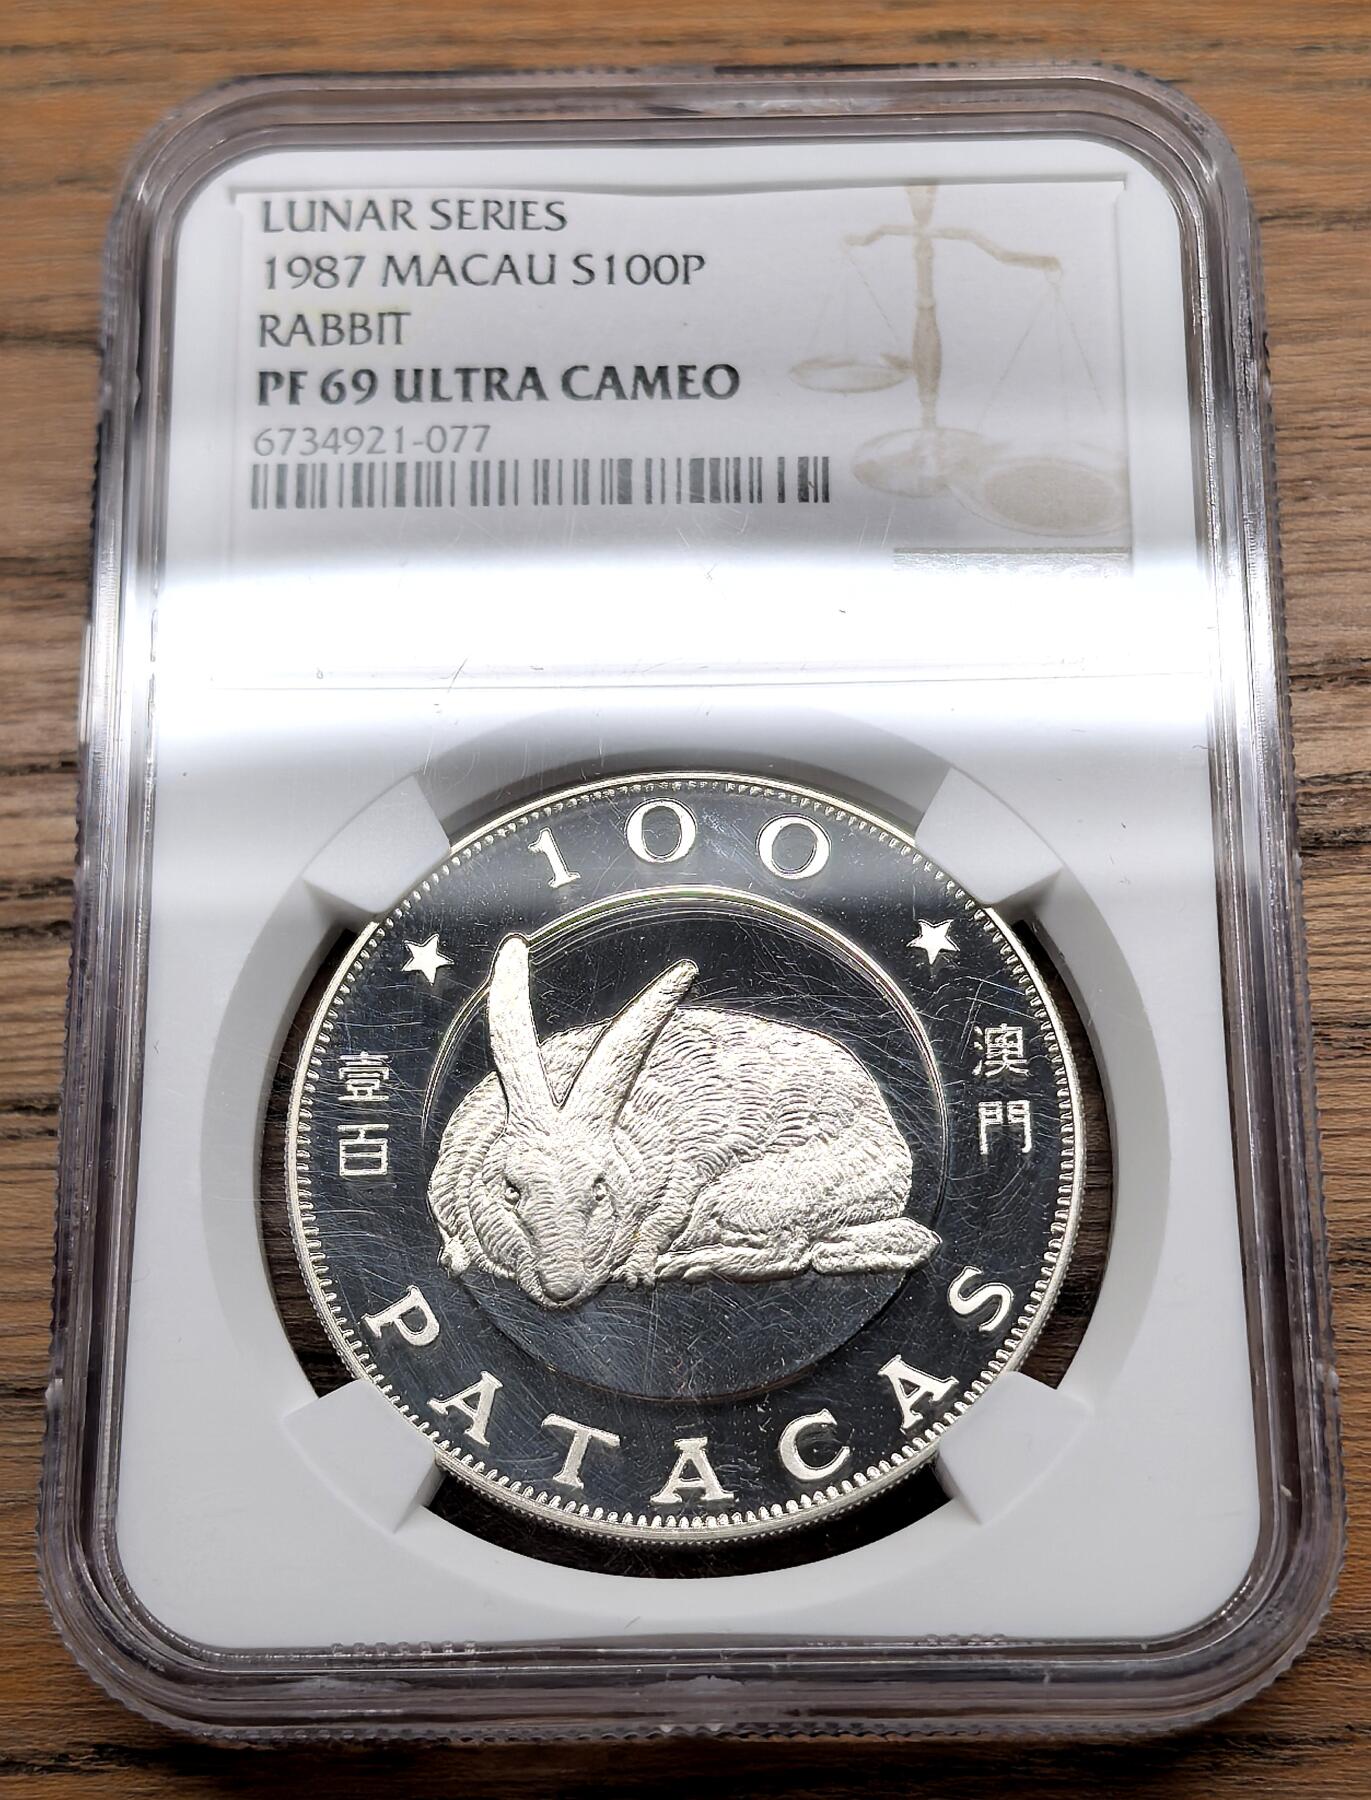 LUNAR SERIES
1987 MACAU S100P
RABBIT
PF 69 ULTRA CAMEO
6734921-077
100
壹百
澳門
PATACAS